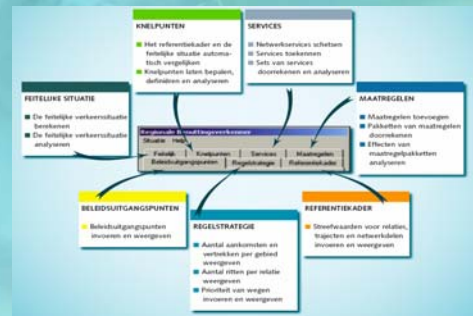 KNELPUNTEN
Het referentiekader en de
feitelijke situatie automa-
tisch vergelijken
Knelpunten laten bepalen,
definiëren en analyseren
SERVICES
Netwerkservices schetsen
Services toekennen
Sets van services
doorrekenen en analyseren
FEITELIJKE SITUATIE
De feitelijke verkeerssituatie
berekenen
De feitelijke verkeerssituatie
analyseren
MAATREGELEN
Maatregelen toevoegen
Pakketten van maatregelen
doorrekenen
Effecten van
maatregelpakketten
analyseren
Regionale Benuttingsverkenner
Situatie Help
Feitelijk Knelpunten Services Maatregelen
Beleidsuitgangspunten Regelstrategie Referentiekader
BELEIDSUITGANGSPUNTEN
Beleidsuitgangspunten
invoeren en weergeven
REGELSTRATEGIE
Aantal aankomsten en
vertrekken per gebied
weergeven
Aantal ritten per relatie
weergeven
Prioriteit van wegen
invoeren en weergeven
REFERENTIEKADER
Streefwaarden voor relaties,
trajecten en netwerkdelen
invoeren en weergeven